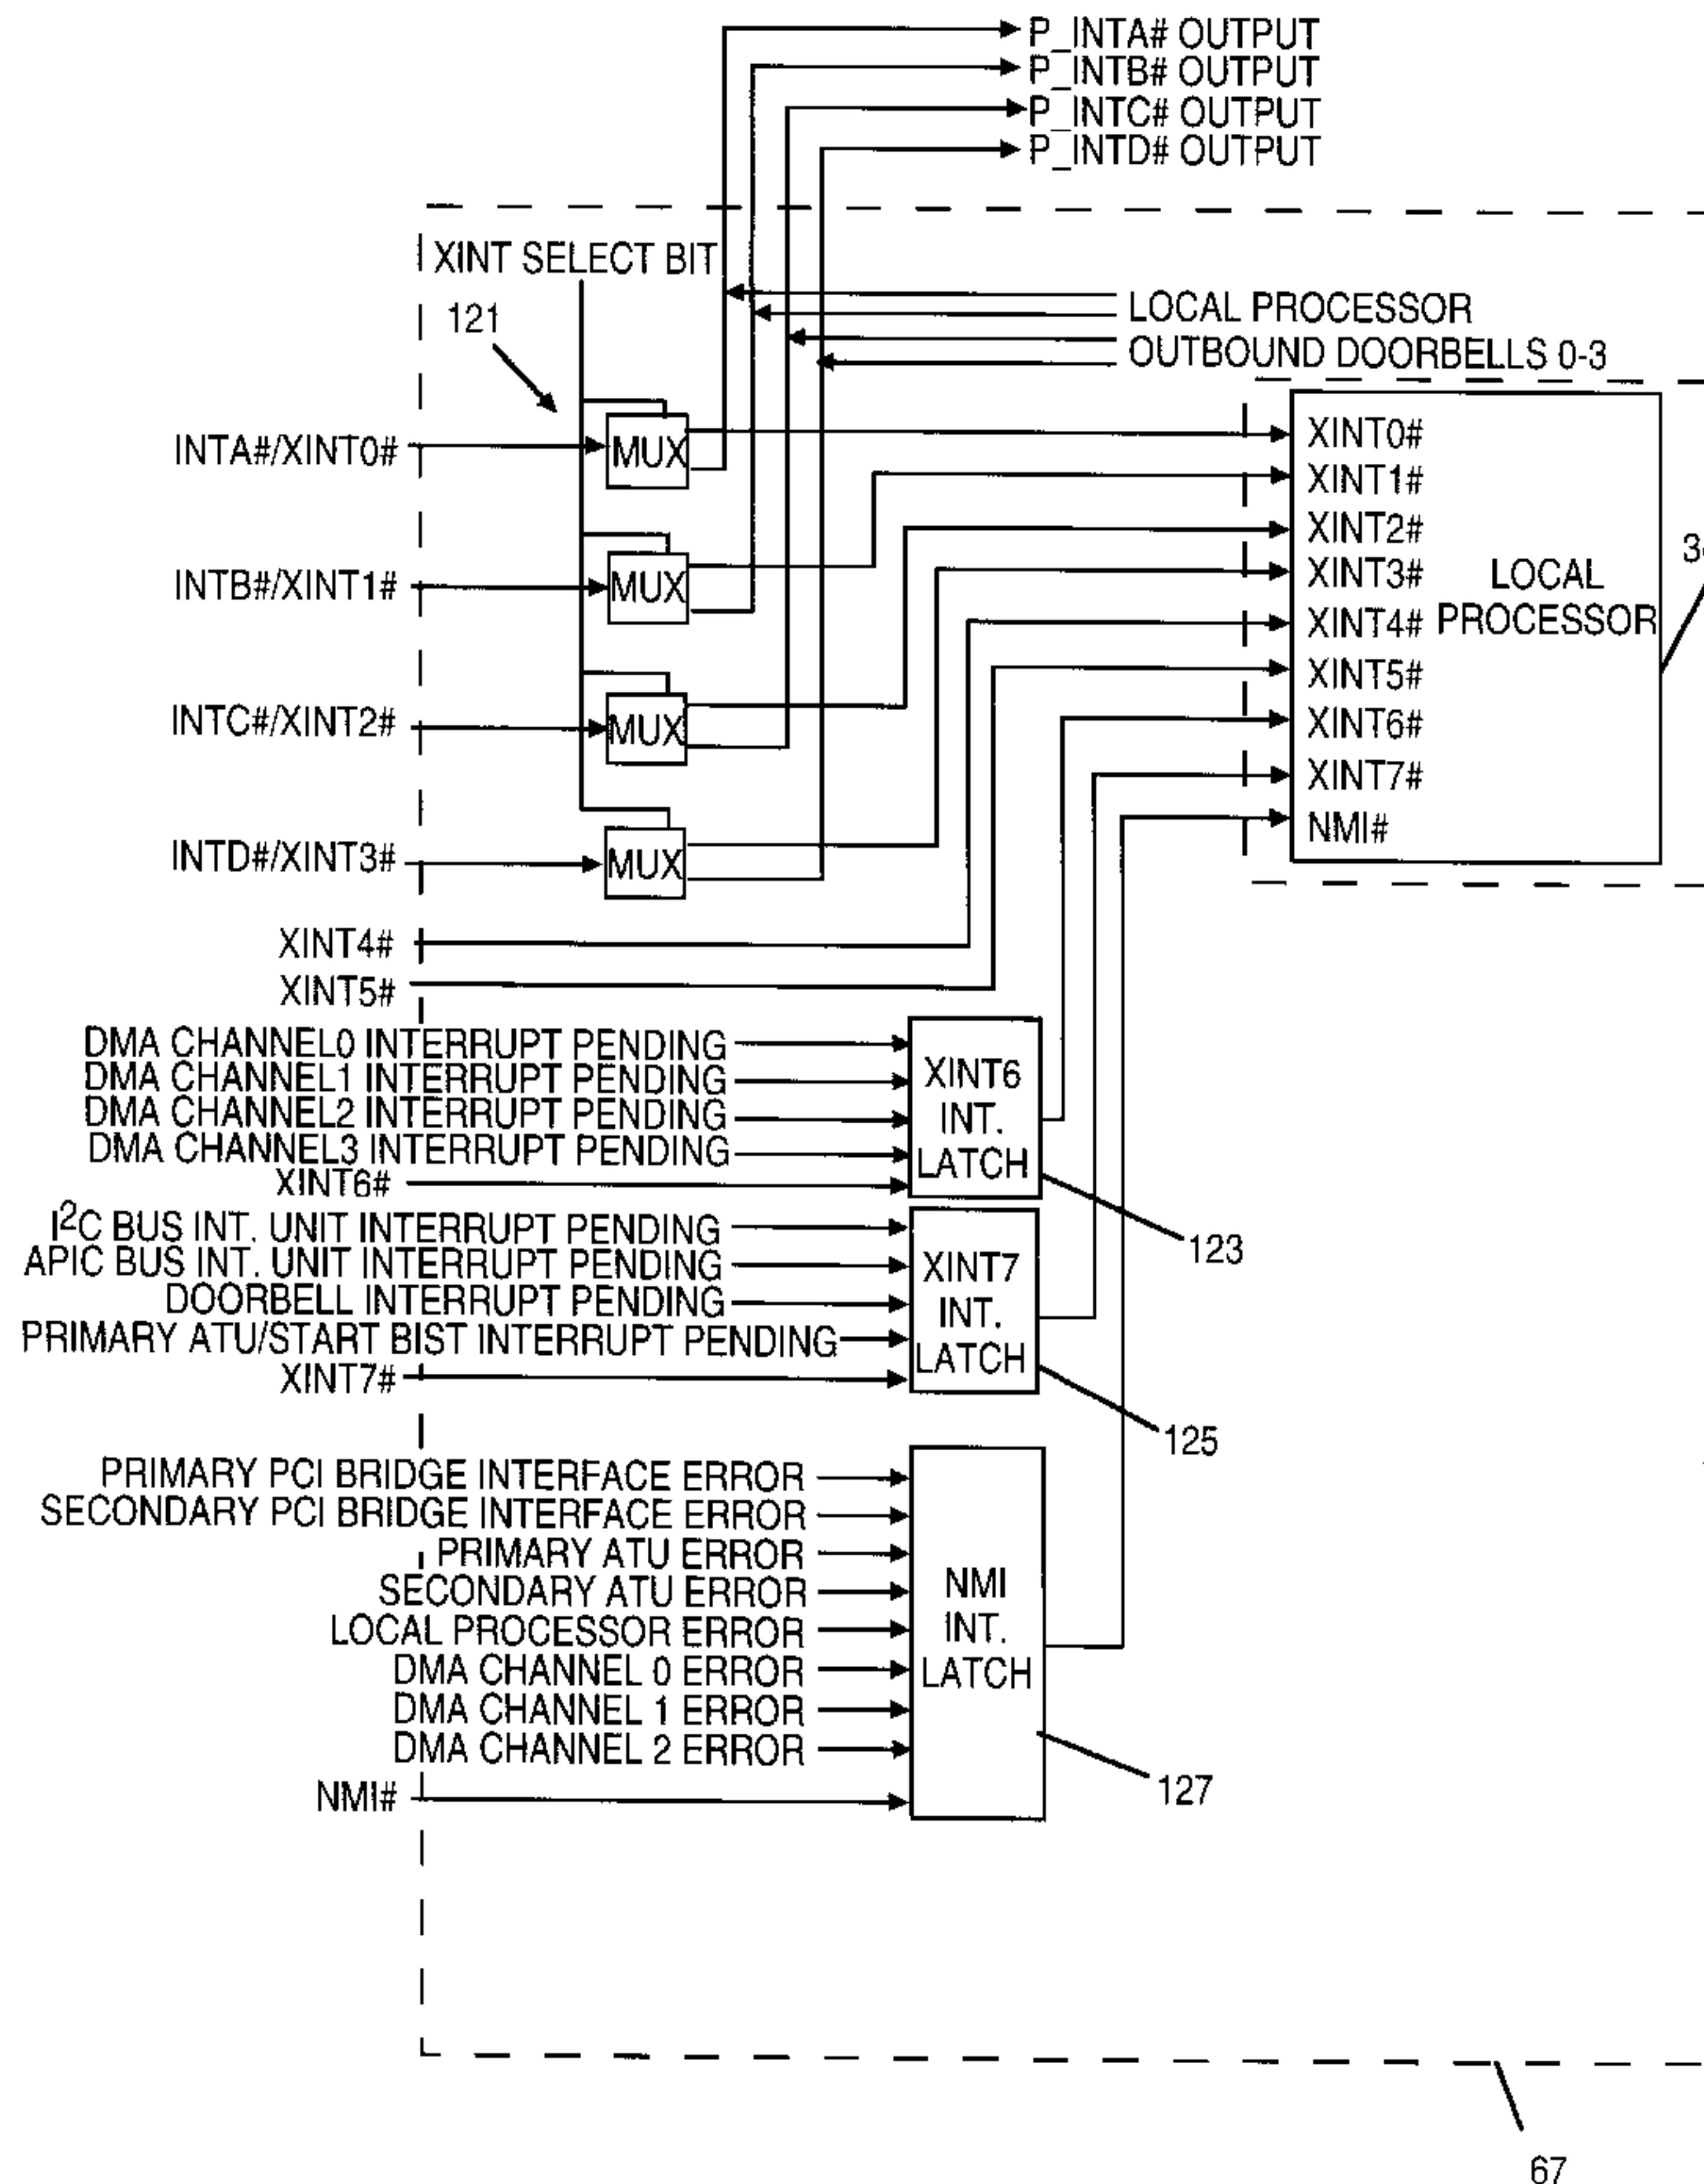 P_INTA# OUTPUT
P_INTB# OUTPUT
P_INTC# OUTPUT
P_INTD# OUTPUT
XINT SELECT BIT
121
LOCAL PROCESSOR
OUTBOUND DOORBELLS 0-3
INTA#/XINT0#
MUX
INTB#/XINT1#
MUX
INTC#/XINT2#
MUX
INTD#/XINT3#
MUX
XINT0#
XINT1#
XINT2#
XINT3#
XINT4#
XINT5#
XINT6#
XINT7#
NMI#
LOCAL
PROCESSOR
XINT4#
XINT5#
DMA CHANNEL0 INTERRUPT PENDING
DMA CHANNEL1 INTERRUPT PENDING
DMA CHANNEL2 INTERRUPT PENDING
DMA CHANNEL3 INTERRUPT PENDING
XINT6#
XINT6
INT.
LATCH
123
I²C BUS INT. UNIT INTERRUPT PENDING
APIC BUS INT. UNIT INTERRUPT PENDING
DOORBELL INTERRUPT PENDING
PRIMARY ATU/START BIST INTERRUPT PENDING
XINT7#
XINT7
INT.
LATCH
125
PRIMARY PCI BRIDGE INTERFACE ERROR
SECONDARY PCI BRIDGE INTERFACE ERROR
PRIMARY ATU ERROR
SECONDARY ATU ERROR
LOCAL PROCESSOR ERROR
DMA CHANNEL 0 ERROR
DMA CHANNEL 1 ERROR
DMA CHANNEL 2 ERROR
NMI#
NMI
INT.
LATCH
127
67